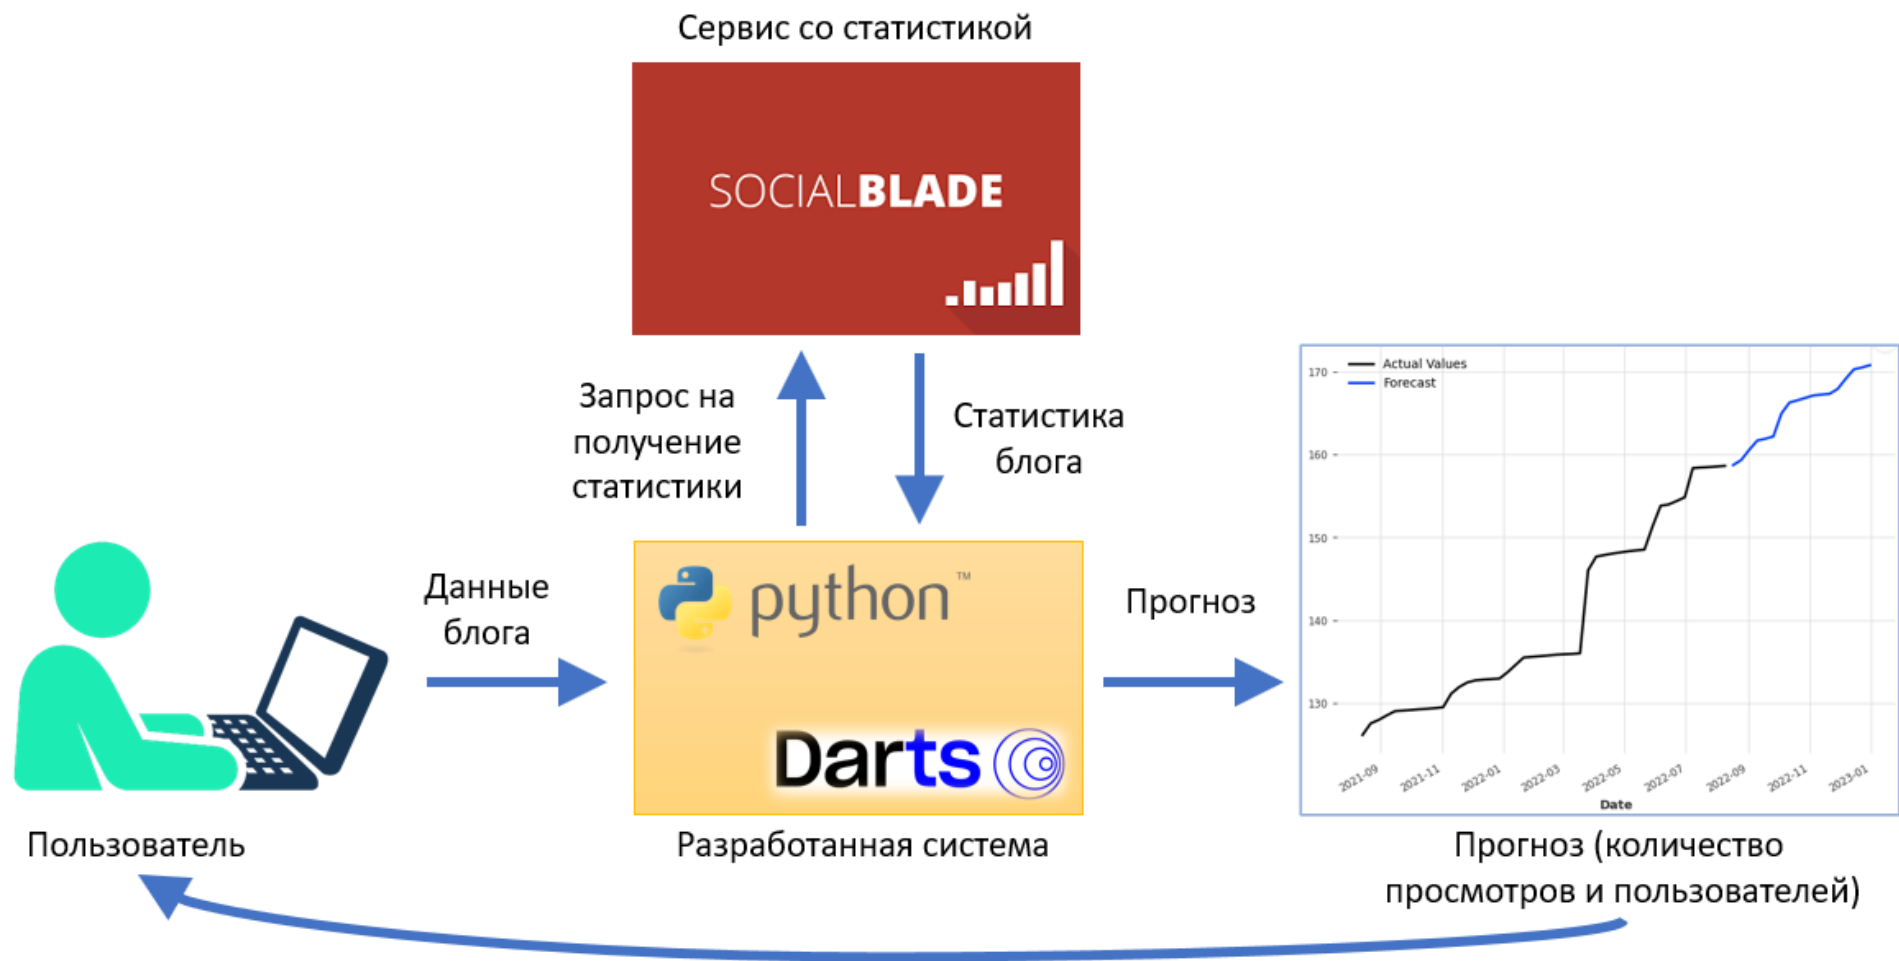 Сервис со статистикой
SOCIALBLADE
Запрос на
получение
статистики
Статистика
блога
Данные
блога
python™
Darts
Прогноз
Actual Values
Forecast
170
160
150
140
130
2021-09
2021-11
2022-01
2022-03
2022-05
2022-07
2022-09
2022-11
2023-01
Date
Пользователь
Разработанная система
Прогноз (количество
просмотров и пользователей)